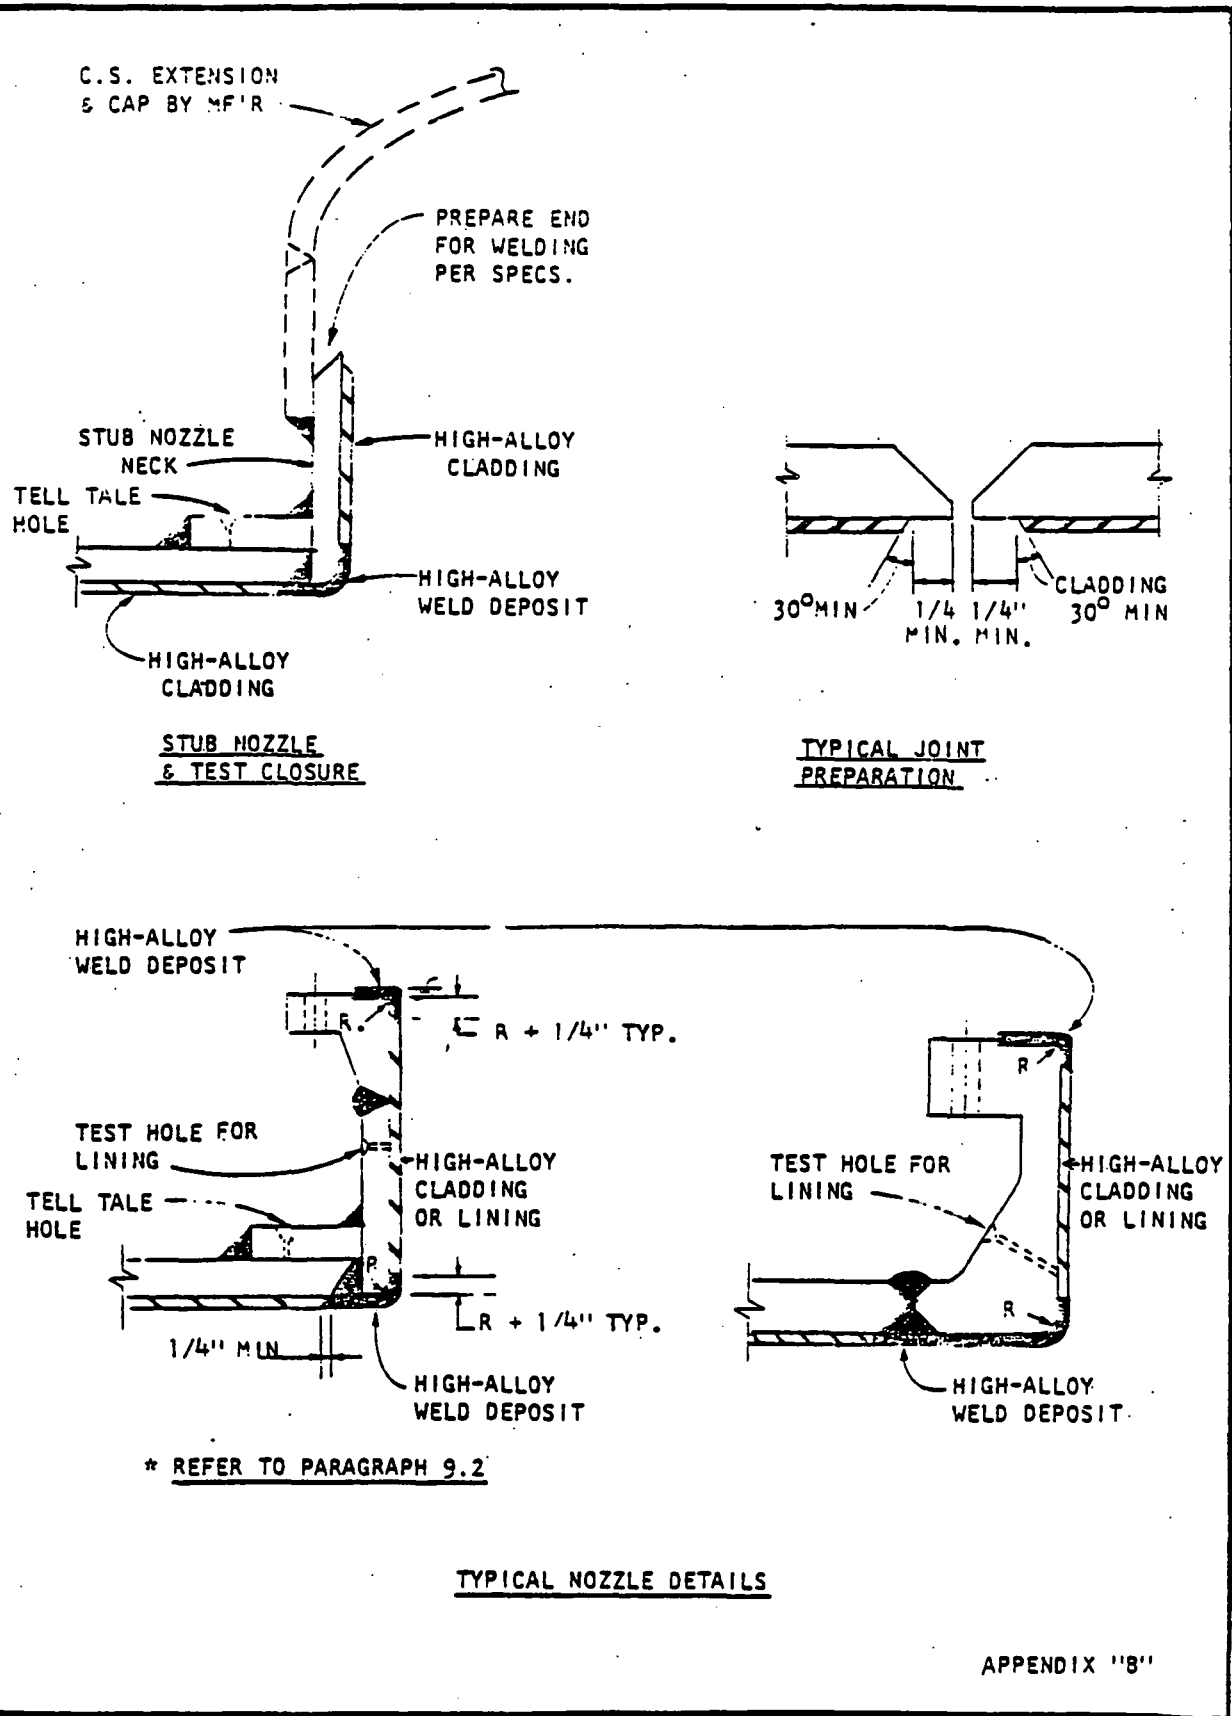 C.S. EXTENSION
& CAP BY MF'R
PREPARE END
FOR WELDING
PER SPECS.
STUB NOZZLE
NECK
HIGH-ALLOY
CLADDING
TELL TALE
HOLE
HIGH-ALLOY
WELD DEPOSIT
HIGH-ALLOY
CLADDING
STUB NOZZLE
& TEST CLOSURE
30° MIN
1/4
MIN.
1/4"
MIN.
CLADDING
30° MIN
TYPICAL JOINT
PREPARATION
HIGH-ALLOY
WELD DEPOSIT
R.
R + 1/4" TYP.
R
TEST HOLE FOR
LINING
HIGH-ALLOY
CLADDING
OR LINING
TELL TALE
HOLE
R + 1/4" TYP.
1/4" MIN
HIGH-ALLOY
WELD DEPOSIT
TEST HOLE FOR
LINING
HIGH-ALLOY
CLADDING
OR LINING
R
HIGH-ALLOY
WELD DEPOSIT
* REFER TO PARAGRAPH 9.2
TYPICAL NOZZLE DETAILS
APPENDIX "B"